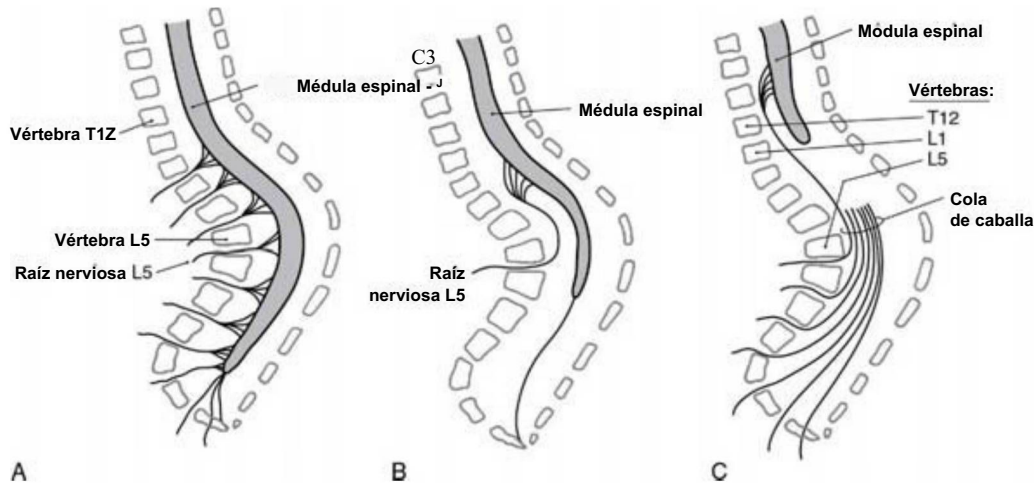 Médula espinal - J
Vértebra T1Z
Vértebra L5
Raíz nerviosa L5
A
C3
Médula espinal
Raíz
nerviosa L5
B
Módula espinal
Vértebras:
T12
L1
L5
Cola
de caballa
C